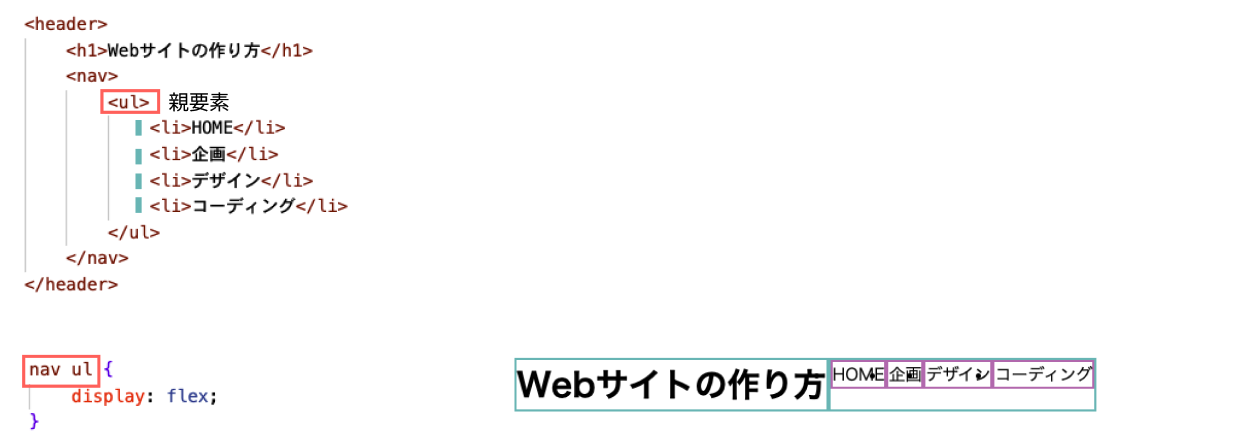 <header>
<h1>Webサイトの作り方</h1>
<nav>
<ul> 親要素
<li>HOME</li>
<li>企画</li>
<li>デザイン</li>
<li>コーディング</li>
</ul>
</nav>
</header>
nav ul {
display: flex;
}
Webサイトの作り方 HOME 企画 デザイン コーディング